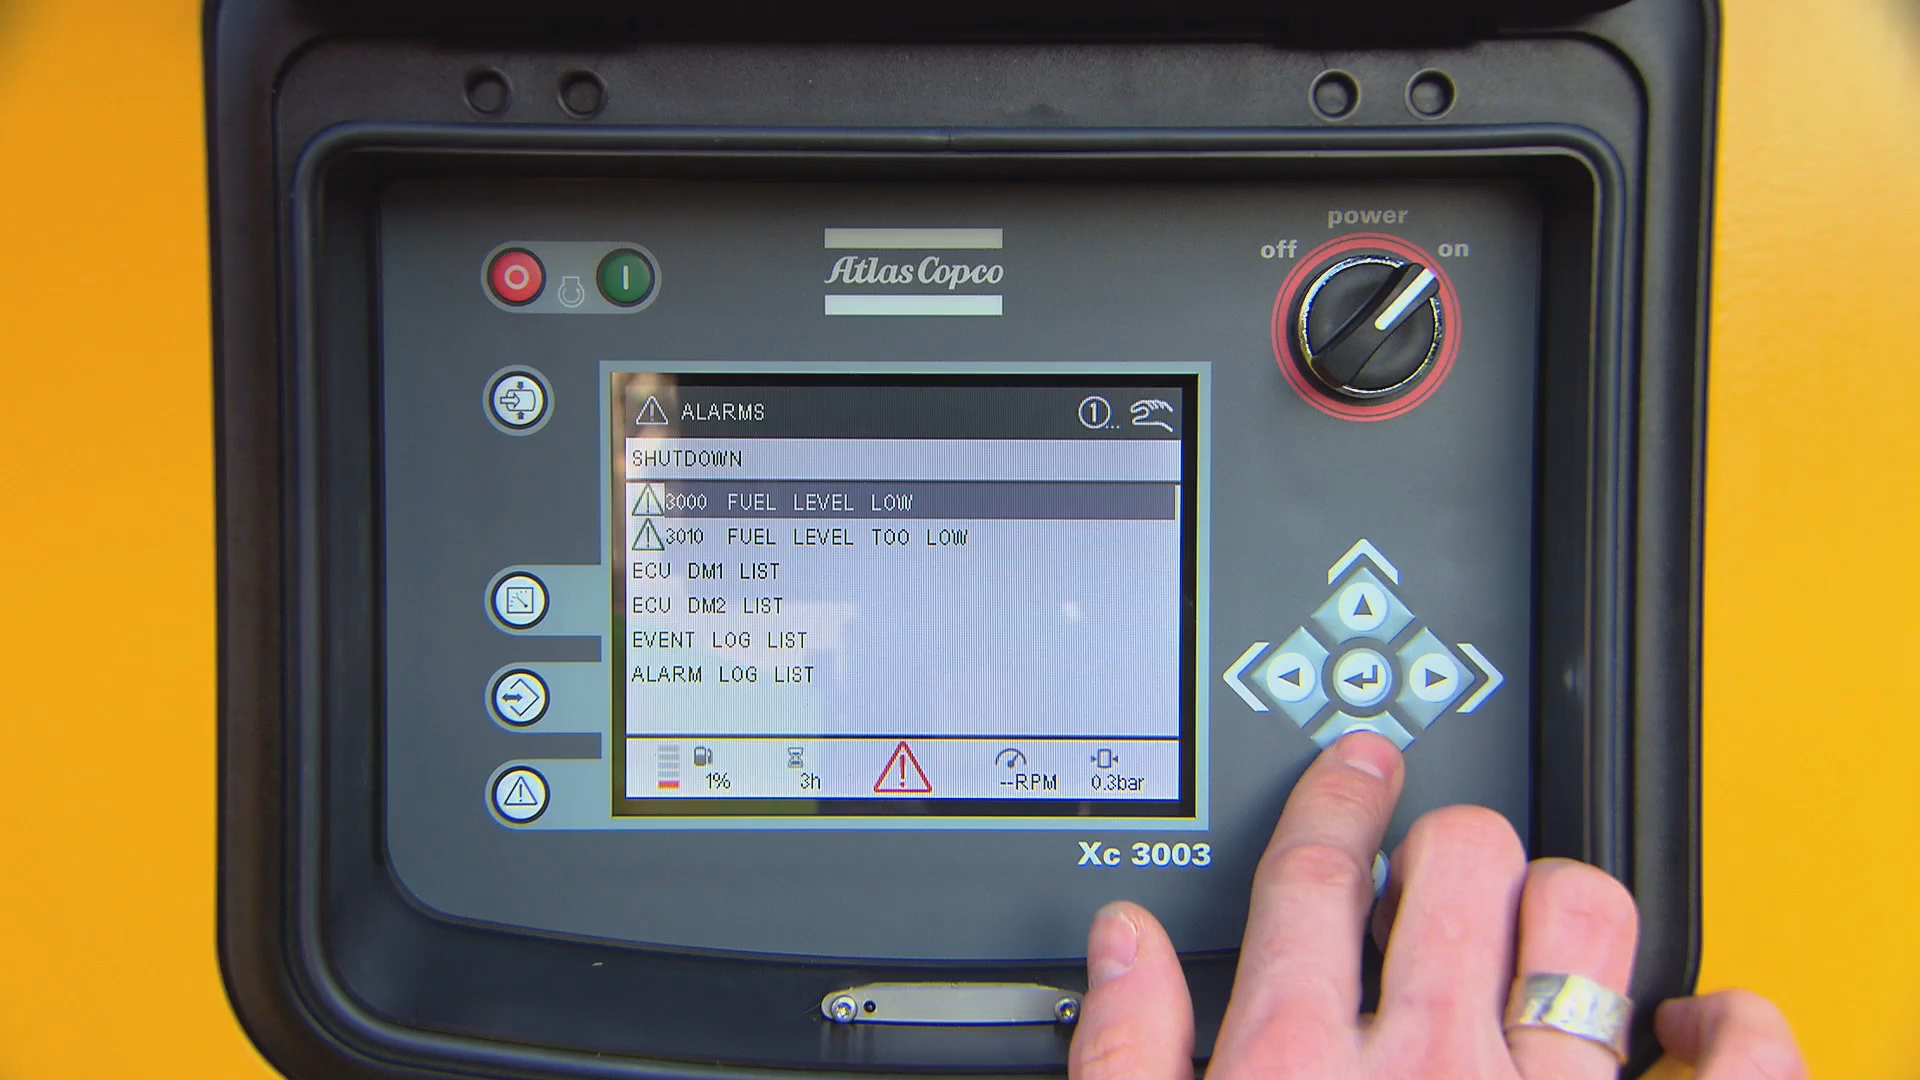 power
off
on
Atlas Copco
ALARMS
1...
SHUTDOWN
3000 FUEL LEVEL LOW
3010 FUEL LEVEL TOO LOW
ECU DM1 LIST
ECU DM2 LIST
EVENT LOG LIST
ALARM LOG LIST
1% 3h --RPM 0.3bar
Xc 3003